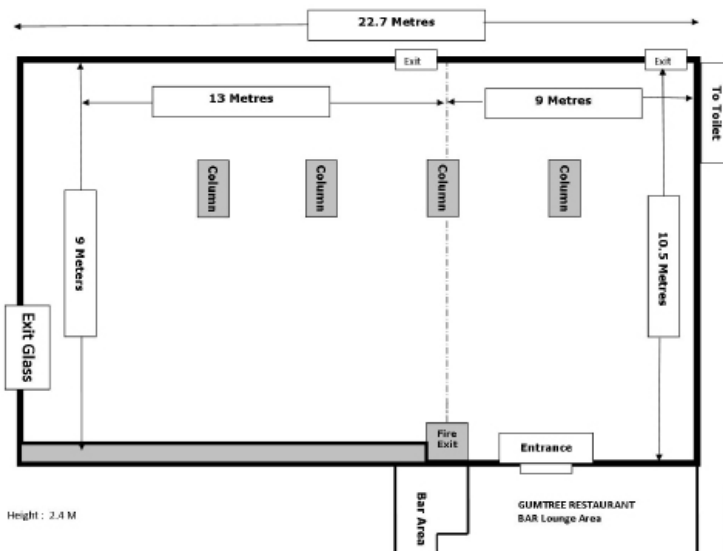 22.7 Metres
Exit
Exit
13 Metres
9 Metres
To Toilet
Column
Column
Column
Column
9 Meters
10.5 Metres
Exit Glass
Fire
Exit
Entrance
Height : 2.4 M
Bar Area
GUMTREE RESTAURANT
BAR Lounge Area